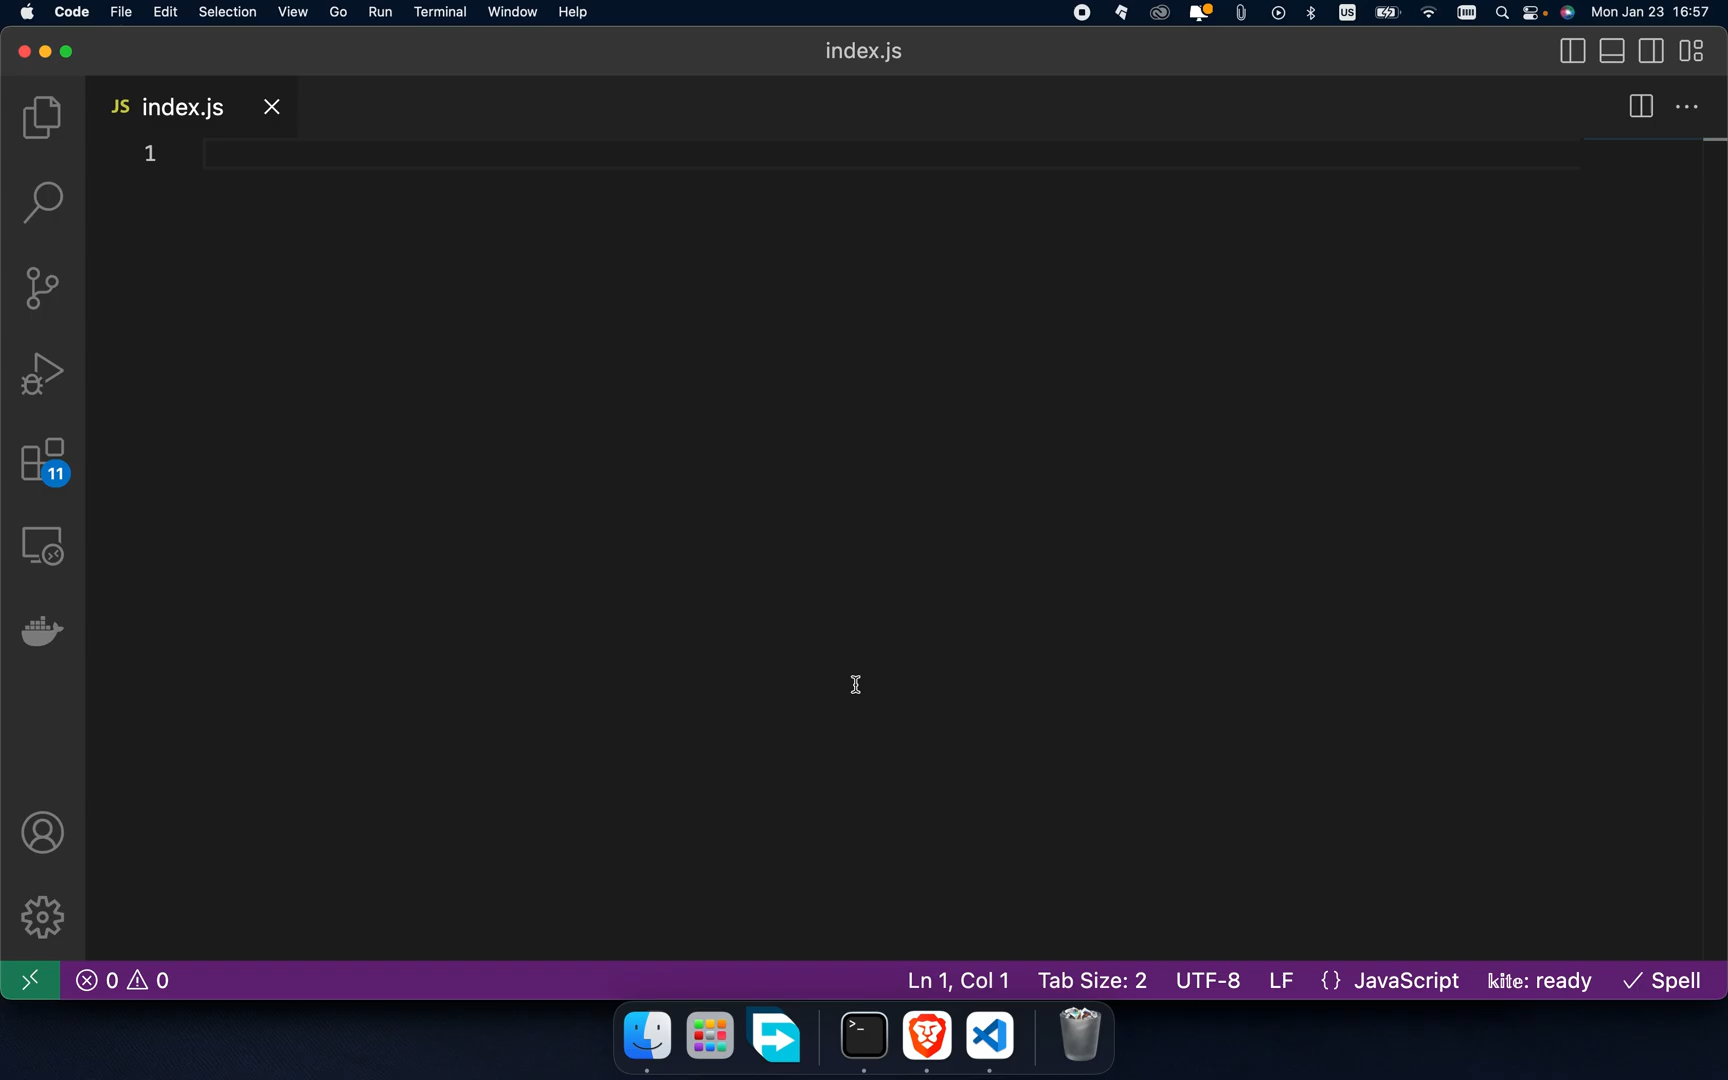 Code File Edit Selection View Go Run Terminal Window Help US Mon Jan 23 16:57
index.js
JS index.js
1
11
0 0 Ln 1, Col 1 Tab Size: 2 UTF-8 LF {} JavaScript kite: ready Spell
>_